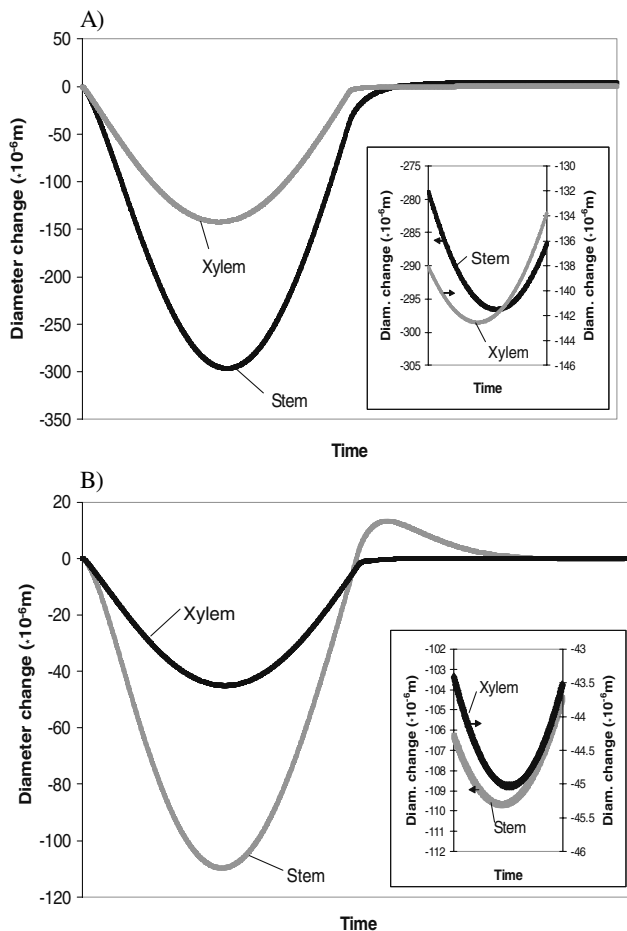 A)
50
0
-50
-100
-150
-200
-250
-300
-350
Diameter change (·10⁻⁶m)
Xylem
Stem
Time
-275
-280
-285
-290
-295
-300
-305
Diam. change (·10⁻⁶m)
-130
-132
-134
-136
-138
-140
-142
-144
-146
Diam. change (·10⁻⁶m)
Stem
Xylem
Time
B)
20
0
-20
-40
-60
-80
-100
-120
Diameter change (·10⁻⁶m)
Xylem
Stem
Time
-102
-103
-104
-105
-106
-107
-108
-109
-110
-111
-112
Diam. change (·10⁻⁶m)
-43
-43.5
-44
-44.5
-45
-45.5
-46
Diam. change (·10⁻⁶m)
Xylem
Stem
Time